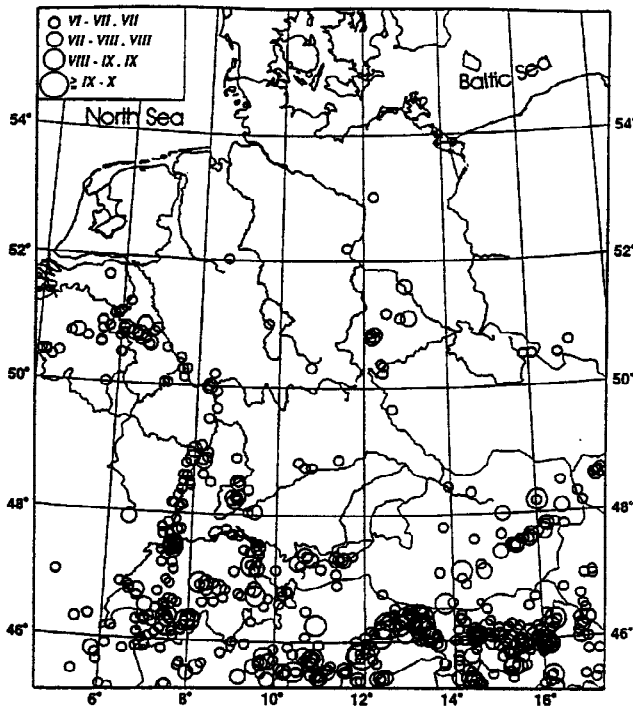 VI - VII . VII
VII - VIII . VIII
VIII - IX . IX
≥ IX - X
North Sea
Baltic Sea
54°
54°
52°
52°
50°
50°
48°
48°
46°
46°
6°
8°
10°
12°
14°
16°